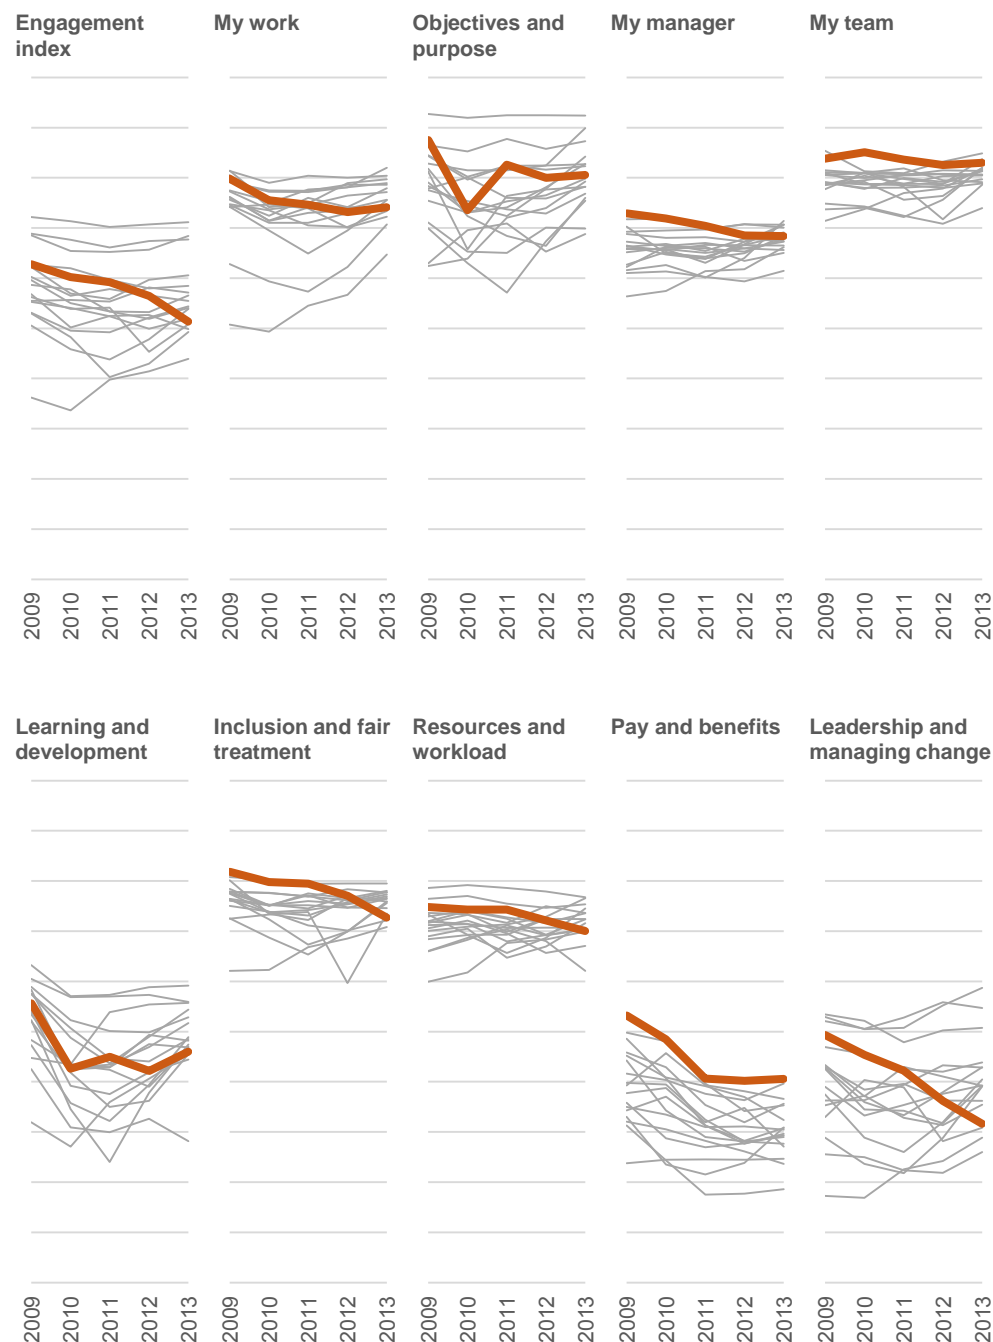 Engagement
index
My work
Objectives and
purpose
My manager
My team
2009 2010 2011 2012 2013
2009 2010 2011 2012 2013
2009 2010 2011 2012 2013
2009 2010 2011 2012 2013
2009 2010 2011 2012 2013
Learning and
development
Inclusion and fair
treatment
Resources and
workload
Pay and benefits
Leadership and
managing change
2009 2010 2011 2012 2013
2009 2010 2011 2012 2013
2009 2010 2011 2012 2013
2009 2010 2011 2012 2013
2009 2010 2011 2012 2013